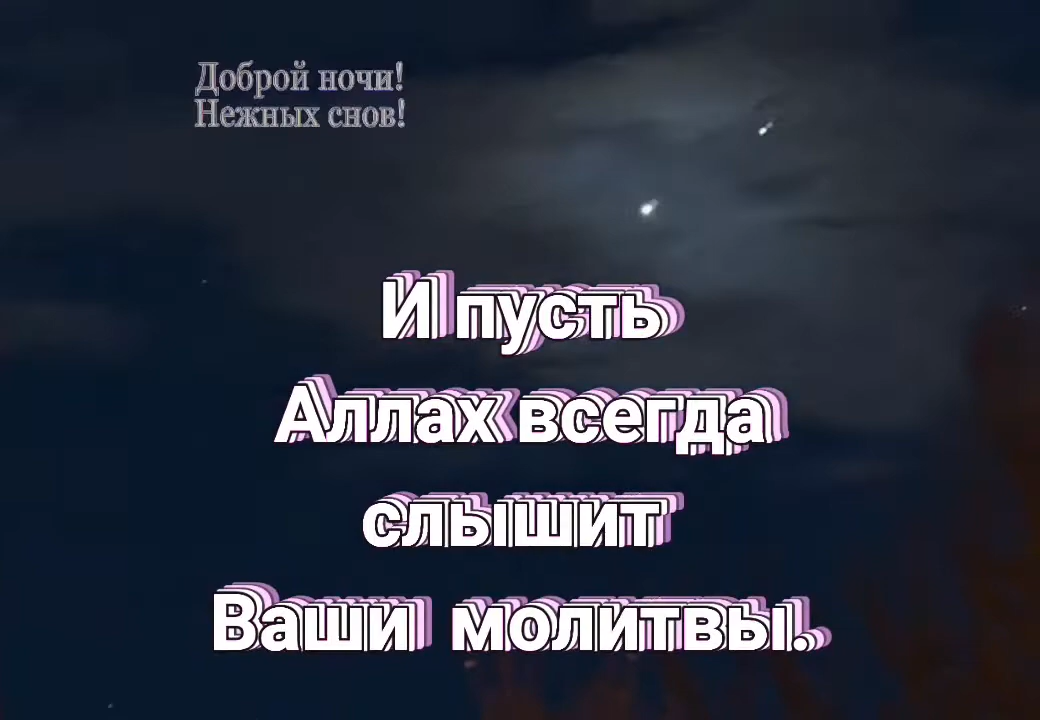 Доброй ночи!
Нежных снов!
И пусть
Аллах всегда
слышит
Ваши молитвы.